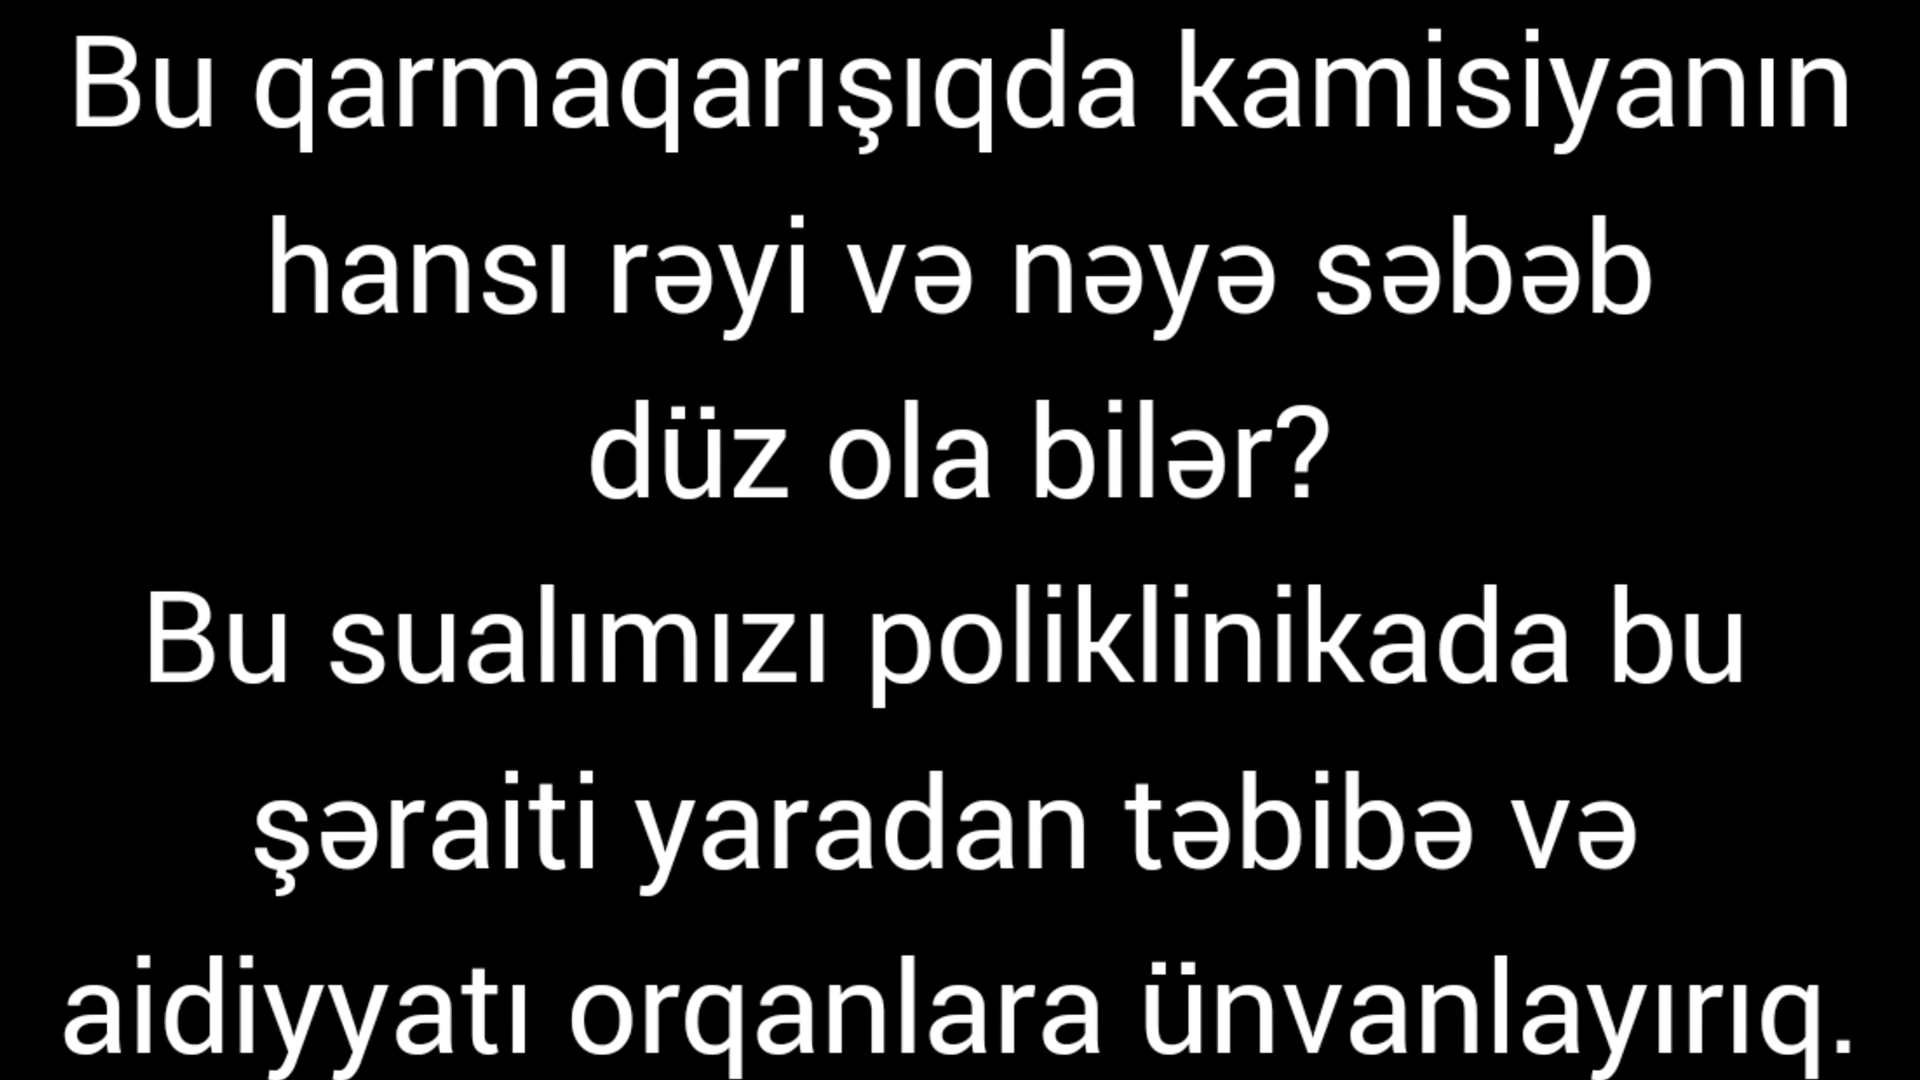 Bu qarmaqarışıqda kamisiyanın
hansı rəyi və nəyə səbəb
düz ola bilər?
Bu sualımızı poliklinikada bu
şəraiti yaradan təbibə və
aidiyyatı orqanlara ünvanlayırıq.